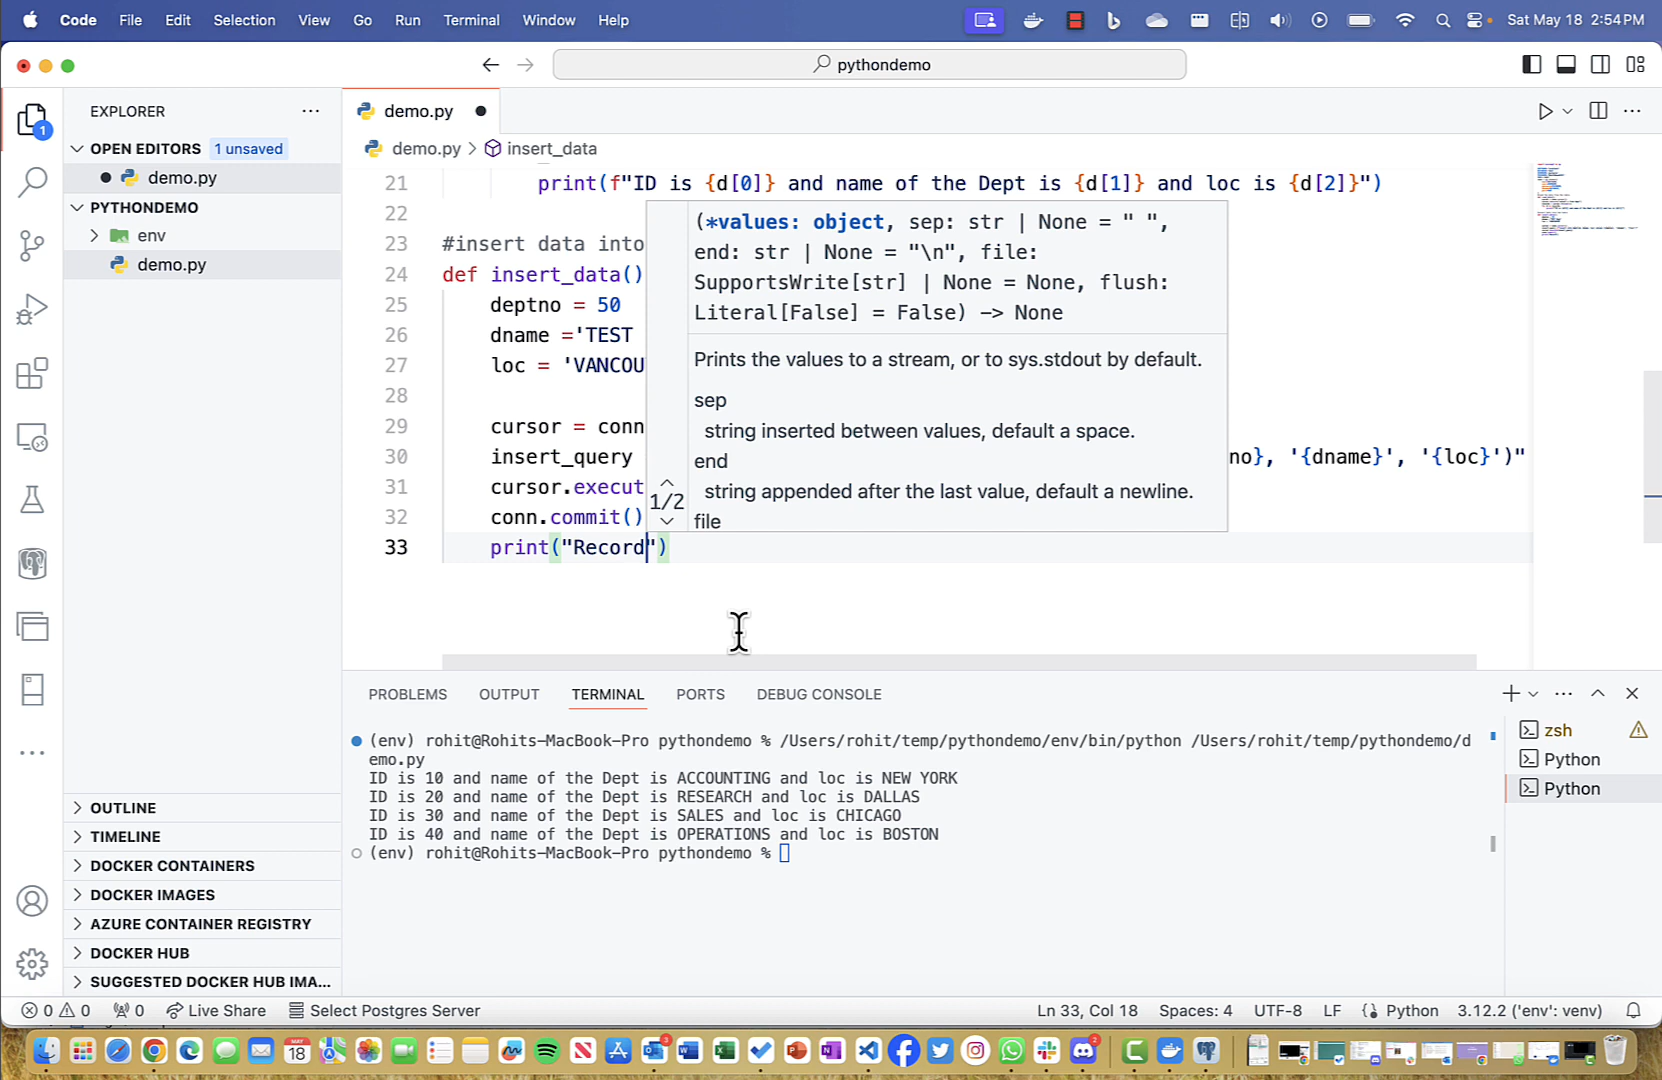 Code File Edit Selection View Go Run Terminal Window Help Sat May 18 2:54 PM
pythondemo
EXPLORER
demo.py
OPEN EDITORS 1 unsaved
demo.py > insert_data
demo.py
PYTHONDEMO
env
demo.py
21 print(f"ID is {d[0]} and name of the Dept is {d[1]} and loc is {d[2]}")
22
23 #insert data into
24 def insert_data()
25 deptno = 50
26 dname ='TEST
27 loc = 'VANCOU
28
29 cursor = conn
30 insert_query no}, '{dname}', '{loc}')"
31 cursor.execut
32 conn.commit()
33 print("Record")
(*values: object, sep: str | None = " ",
end: str | None = "\n", file:
SupportsWrite[str] | None = None, flush:
Literal[False] = False) -> None
Prints the values to a stream, or to sys.stdout by default.
sep
string inserted between values, default a space.
end
string appended after the last value, default a newline.
file
1/2
PROBLEMS OUTPUT TERMINAL PORTS DEBUG CONSOLE
(env) rohit@Rohits-MacBook-Pro pythondemo % /Users/rohit/temp/pythondemo/env/bin/python /Users/rohit/temp/pythondemo/d
emo.py
ID is 10 and name of the Dept is ACCOUNTING and loc is NEW YORK
ID is 20 and name of the Dept is RESEARCH and loc is DALLAS
ID is 30 and name of the Dept is SALES and loc is CHICAGO
ID is 40 and name of the Dept is OPERATIONS and loc is BOSTON
(env) rohit@Rohits-MacBook-Pro pythondemo %
zsh
Python
Python
OUTLINE
TIMELINE
DOCKER CONTAINERS
DOCKER IMAGES
AZURE CONTAINER REGISTRY
DOCKER HUB
SUGGESTED DOCKER HUB IMA...
0 0 0 Live Share Select Postgres Server Ln 33, Col 18 Spaces: 4 UTF-8 LF Python 3.12.2 ('env': venv)